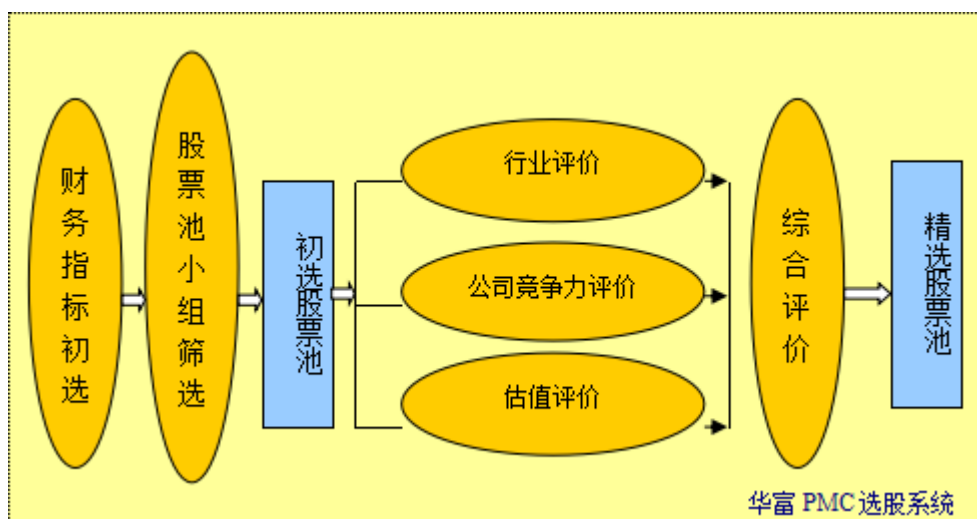 财务指标初选
股票池小组筛选
初选股票池
行业评价
公司竞争力评价
估值评价
综合评价
精选股票池
华富 PMC 选股系统